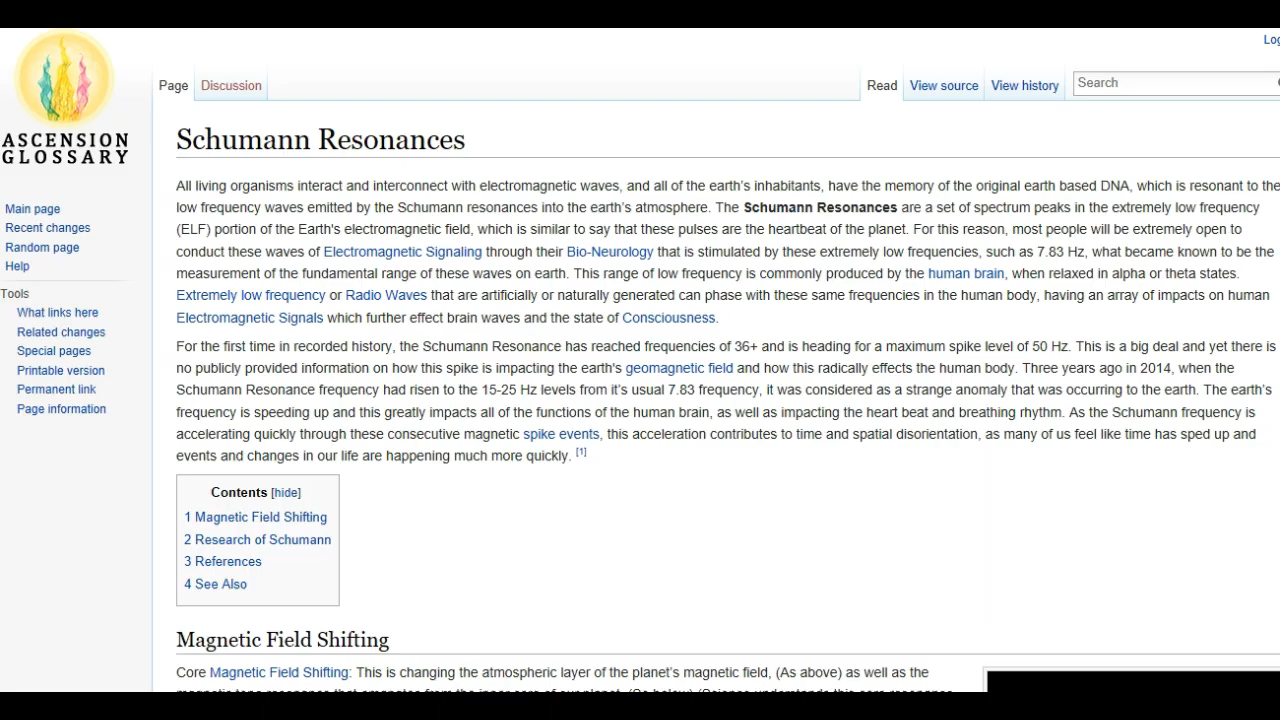 Log
Page
Discussion
Read
View source
View history
Search
ASCENSION
GLOSSARY
Main page
Recent changes
Random page
Help
Tools
What links here
Related changes
Special pages
Printable version
Permanent link
Page information
Schumann Resonances
All living organisms interact and interconnect with electromagnetic waves, and all of the earth's inhabitants, have the memory of the original earth based DNA, which is resonant to the
low frequency waves emitted by the Schumann resonances into the earth's atmosphere. The Schumann Resonances are a set of spectrum peaks in the extremely low frequency
(ELF) portion of the Earth's electromagnetic field, which is similar to say that these pulses are the heartbeat of the planet. For this reason, most people will be extremely open to
conduct these waves of Electromagnetic Signaling through their Bio-Neurology that is stimulated by these extremely low frequencies, such as 7.83 Hz, what became known to be the
measurement of the fundamental range of these waves on earth. This range of low frequency is commonly produced by the human brain, when relaxed in alpha or theta states.
Extremely low frequency or Radio Waves that are artificially or naturally generated can phase with these same frequencies in the human body, having an array of impacts on human
Electromagnetic Signals which further effect brain waves and the state of Consciousness.
For the first time in recorded history, the Schumann Resonance has reached frequencies of 36+ and is heading for a maximum spike level of 50 Hz. This is a big deal and yet there is
no publicly provided information on how this spike is impacting the earth's geomagnetic field and how this radically effects the human body. Three years ago in 2014, when the
Schumann Resonance frequency had risen to the 15-25 Hz levels from it's usual 7.83 frequency, it was considered as a strange anomaly that was occurring to the earth. The earth's
frequency is speeding up and this greatly impacts all of the functions of the human brain, as well as impacting the heart beat and breathing rhythm. As the Schumann frequency is
accelerating quickly through these consecutive magnetic spike events, this acceleration contributes to time and spatial disorientation, as many of us feel like time has sped up and
events and changes in our life are happening much more quickly. [1]
Contents [hide]
1 Magnetic Field Shifting
2 Research of Schumann
3 References
4 See Also
Magnetic Field Shifting
Core Magnetic Field Shifting: This is changing the atmospheric layer of the planet's magnetic field, (As above) as well as the